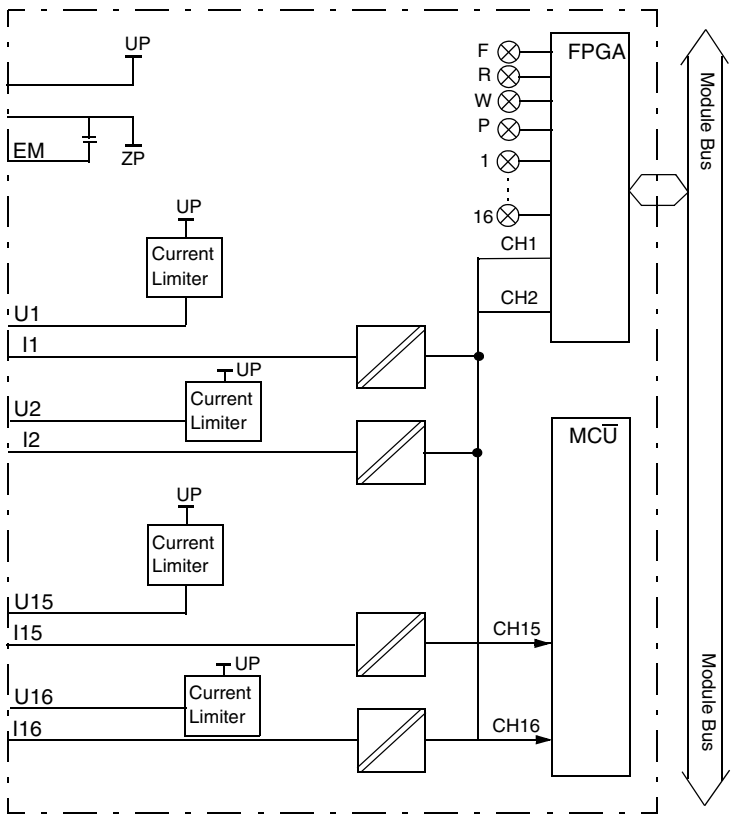 UP
F
FPGA
R
W
P
EM
ZP
1
16
Module Bus
UP
Current
Limiter
CH1
CH2
U1
I1
UP
Current
Limiter
U2
I2
MCU̅
UP
Current
Limiter
U15
I15
CH15
UP
Current
Limiter
U16
I16
CH16
Module Bus